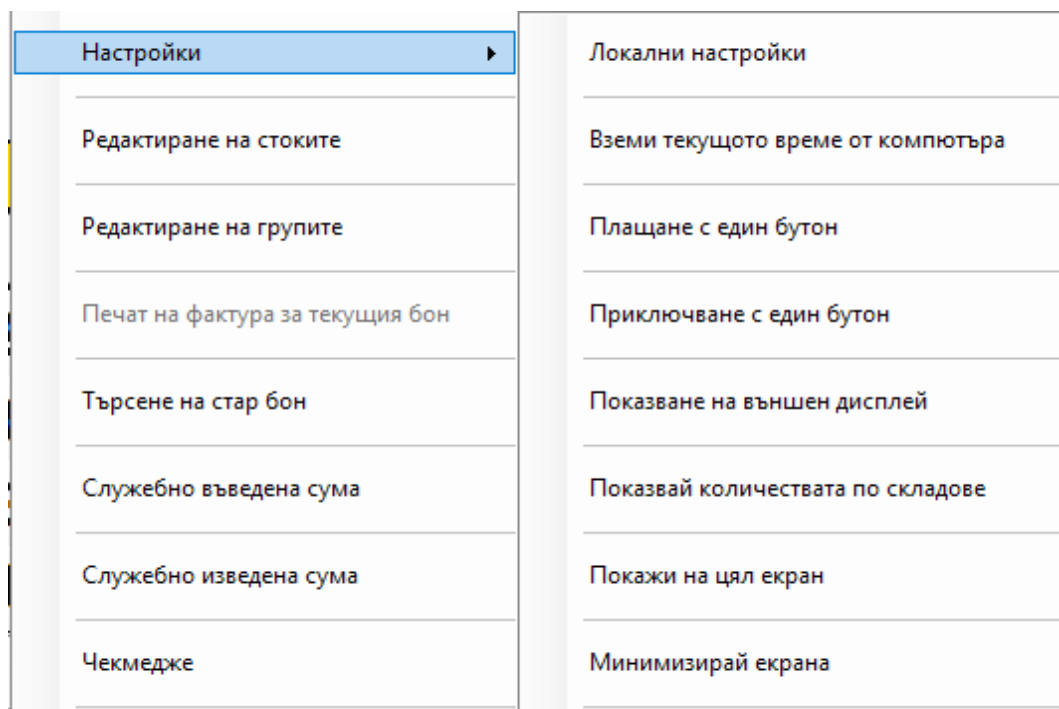 Настройки
Редактиране на стоките
Редактиране на групите
Печат на фактура за текущия бон
Търсене на стар бон
Служебно въведена сума
Служебно изведена сума
Чекмедже
Локални настройки
Вземи текущото време от компютъра
Плащане с един бутон
Приключване с един бутон
Показване на външен дисплей
Показвай количествата по складове
Покажи на цял екран
Минимизирай екрана